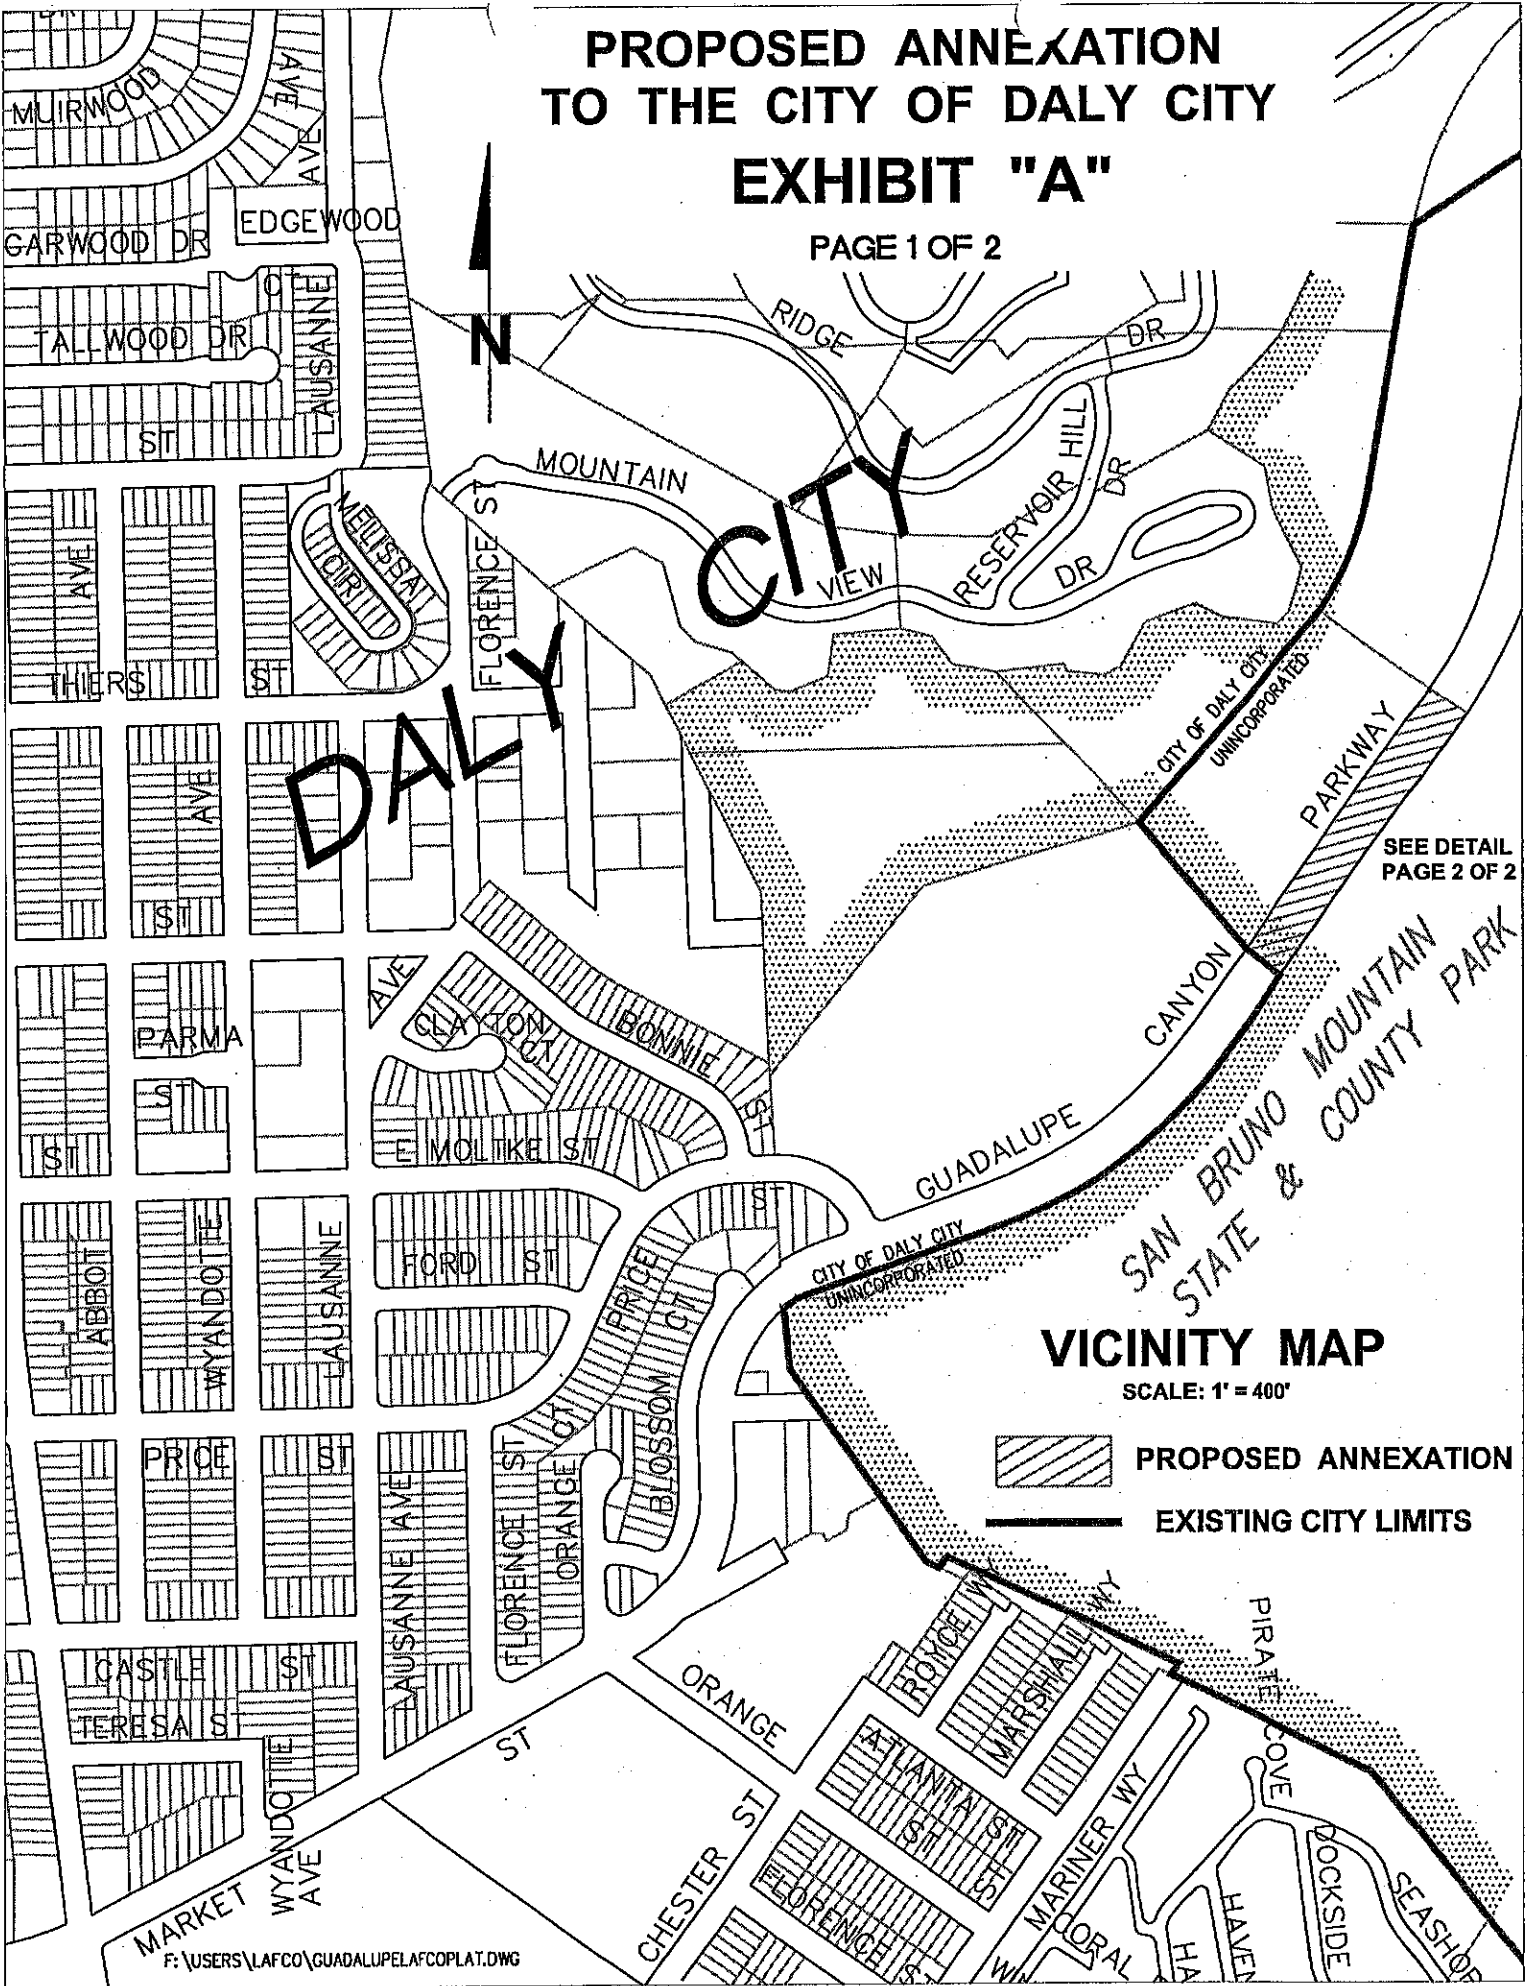 PROPOSED ANNEXATION
TO THE CITY OF DALY CITY
EXHIBIT "A"
PAGE 1 OF 2
DR
MUIRWOOD
AVE
AVE
GARWOOD DR
EDGEWOOD
CT
TALLWOOD DR
LAUSANNE
ST
N
RIDGE
DR
MOUNTAIN
VIEW
DR
RESERVOIR HILL
DR
DALY CITY
MELISSA
CIR
FLORENCE ST
AVE
THIERS ST
AVE
ST
CITY OF DALY CITY
UNINCORPORATED
PARKWAY
SEE DETAIL
PAGE 2 OF 2
AVE
CLAYTON
CT
BONNIE
ST
PARMA
ST
ST
E MOLTKE ST
CANYON
GUADALUPE
SAN BRUNO MOUNTAIN
STATE & COUNTY PARK
ST
CITY OF DALY CITY
UNINCORPORATED
ABBOT
WYANDOTTE
LAUSANNE
FORD ST
PRICE
CT
BLOSSOM
VICINITY MAP
SCALE: 1' = 400'
PROPOSED ANNEXATION
EXISTING CITY LIMITS
PRICE ST
LAUSANNE AVE
FLORENCE ST
ORANGE CT
CASTLE ST
TERESA ST
WYANDOTTE
AVE
MARKET
ST
ORANGE
ROYCE WY
MARSHALL WY
ATLANTA ST
ST
ST
MARINER WY
CHESTER ST
FLORENCE ST
PIRATE COVE
CORAL
HA
HAVEN
DOCKSIDE
SEASHOR
F:\USERS\LAFCO\GUADALUPELAFCOPLAT.DWG